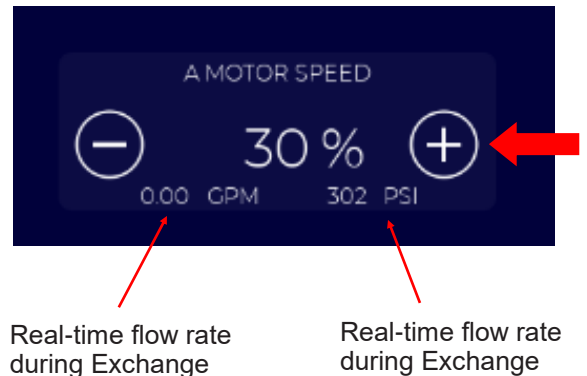 A MOTOR SPEED
30 %
0.00 GPM 302 PSI
Real-time flow rate
during Exchange
Real-time flow rate
during Exchange